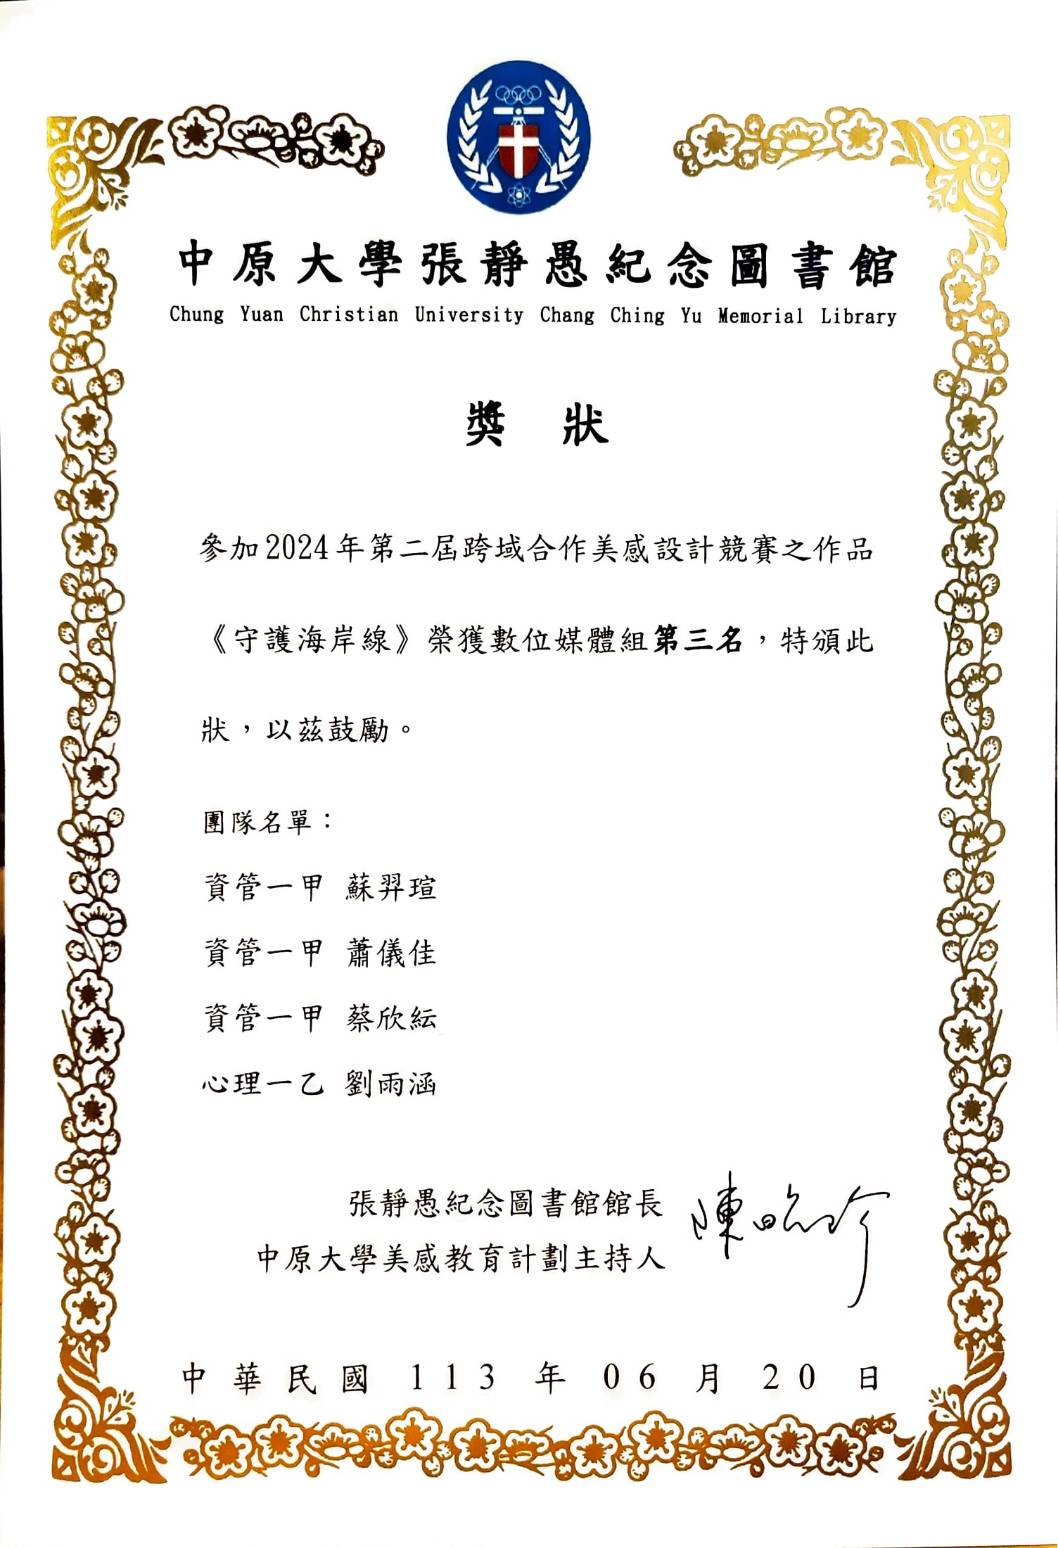 中原大學張靜愚紀念圖書館
Chung Yuan Christian University Chang Ching Yu Memorial Library
獎狀
參加2024年第二屆跨域合作美感設計競賽之作品
《守護海岸線》榮獲數位媒體組第三名，特頒此
狀，以茲鼓勵。
團隊名單：
資管一甲 蘇羿瑄
資管一甲 蕭儀佳
資管一甲 蔡欣紜
心理一乙 劉雨涵
張靜愚紀念圖書館館長
中原大學美感教育計劃主持人
中華民國 113 年 06 月 20 日